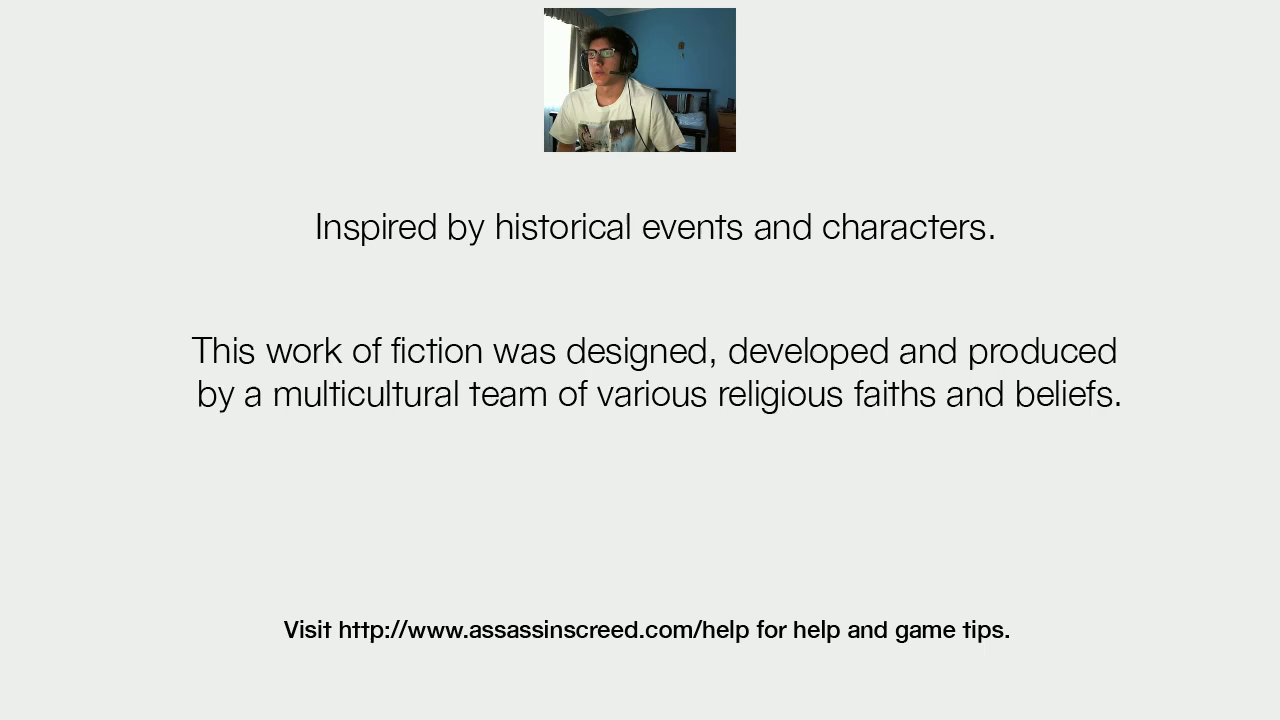 Inspired by historical events and characters.
This work of fiction was designed, developed and produced
by a multicultural team of various religious faiths and beliefs.
Visit http://www.assassinscreed.com/help for help and game tips.